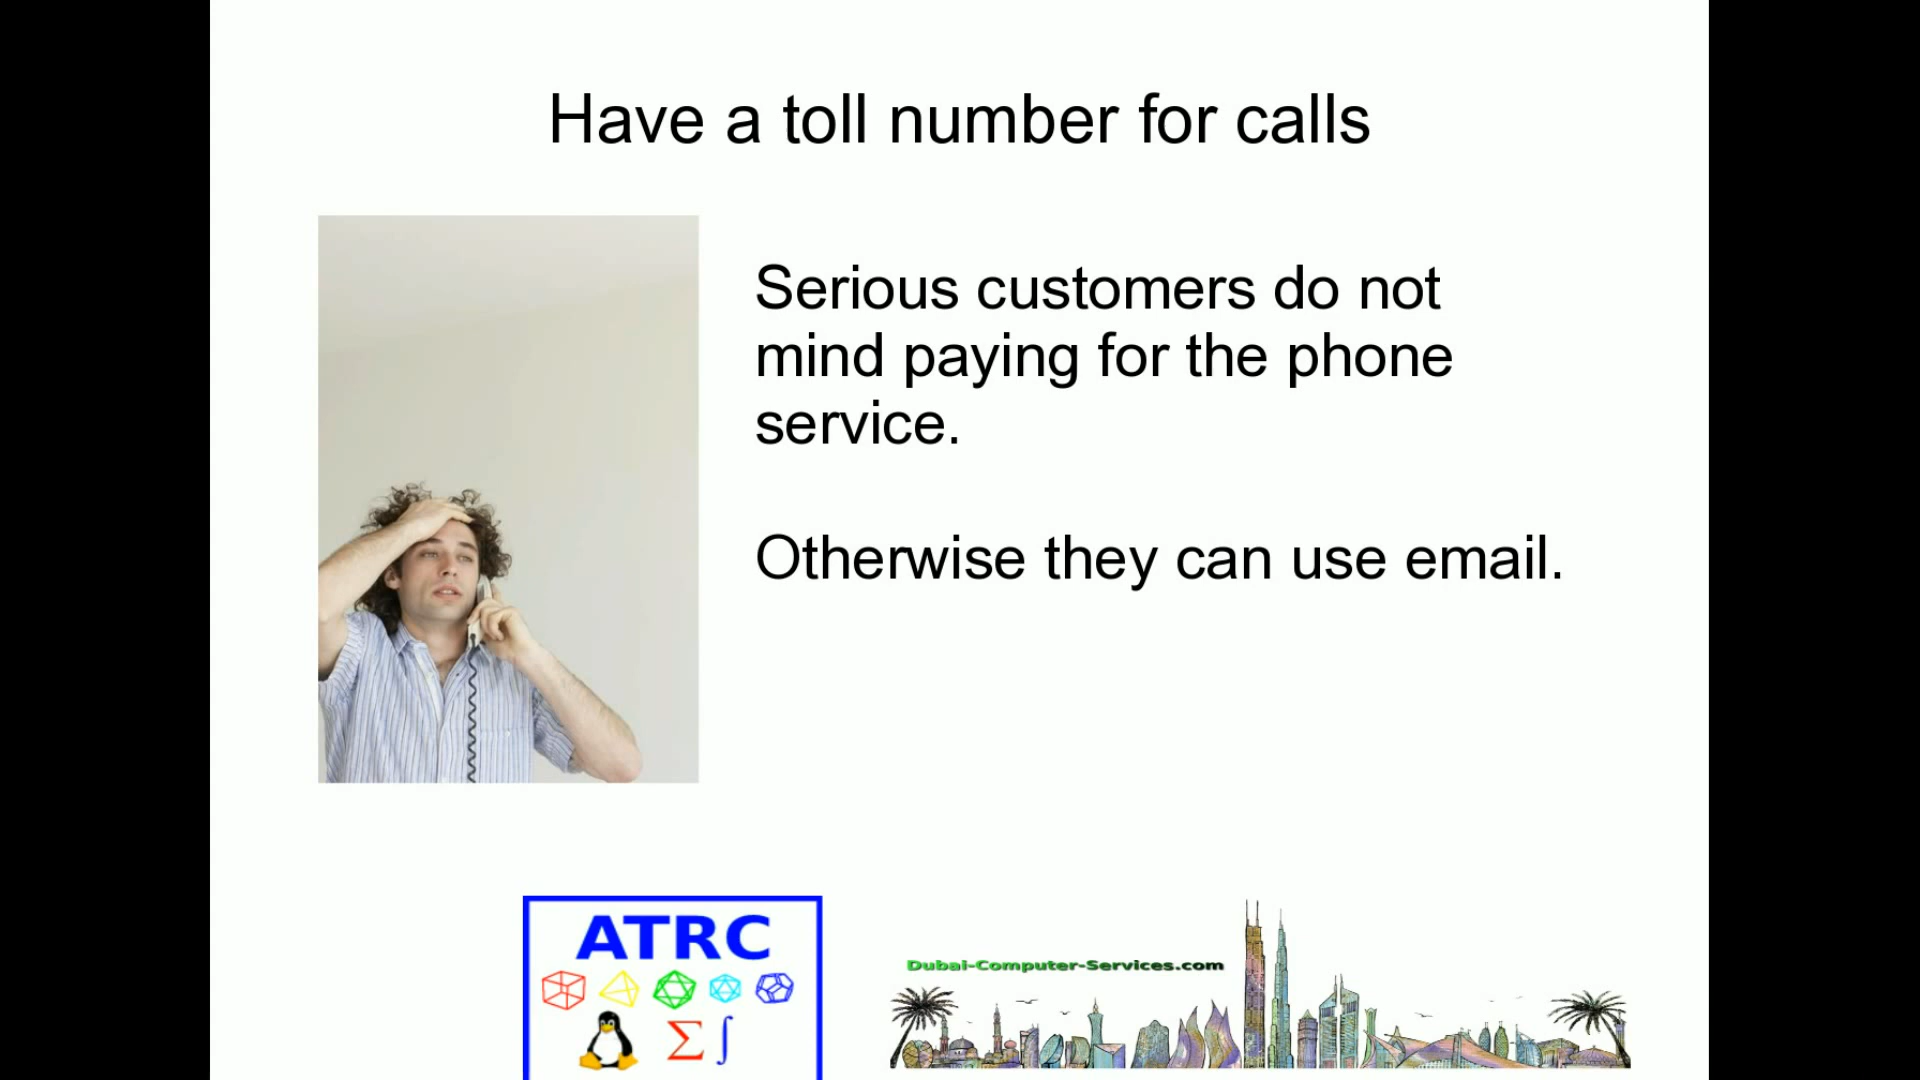 Have a toll number for calls
Serious customers do not
mind paying for the phone
service.
Otherwise they can use email.
ATRC
Σ ∫
Dubai-Computer-Services.com